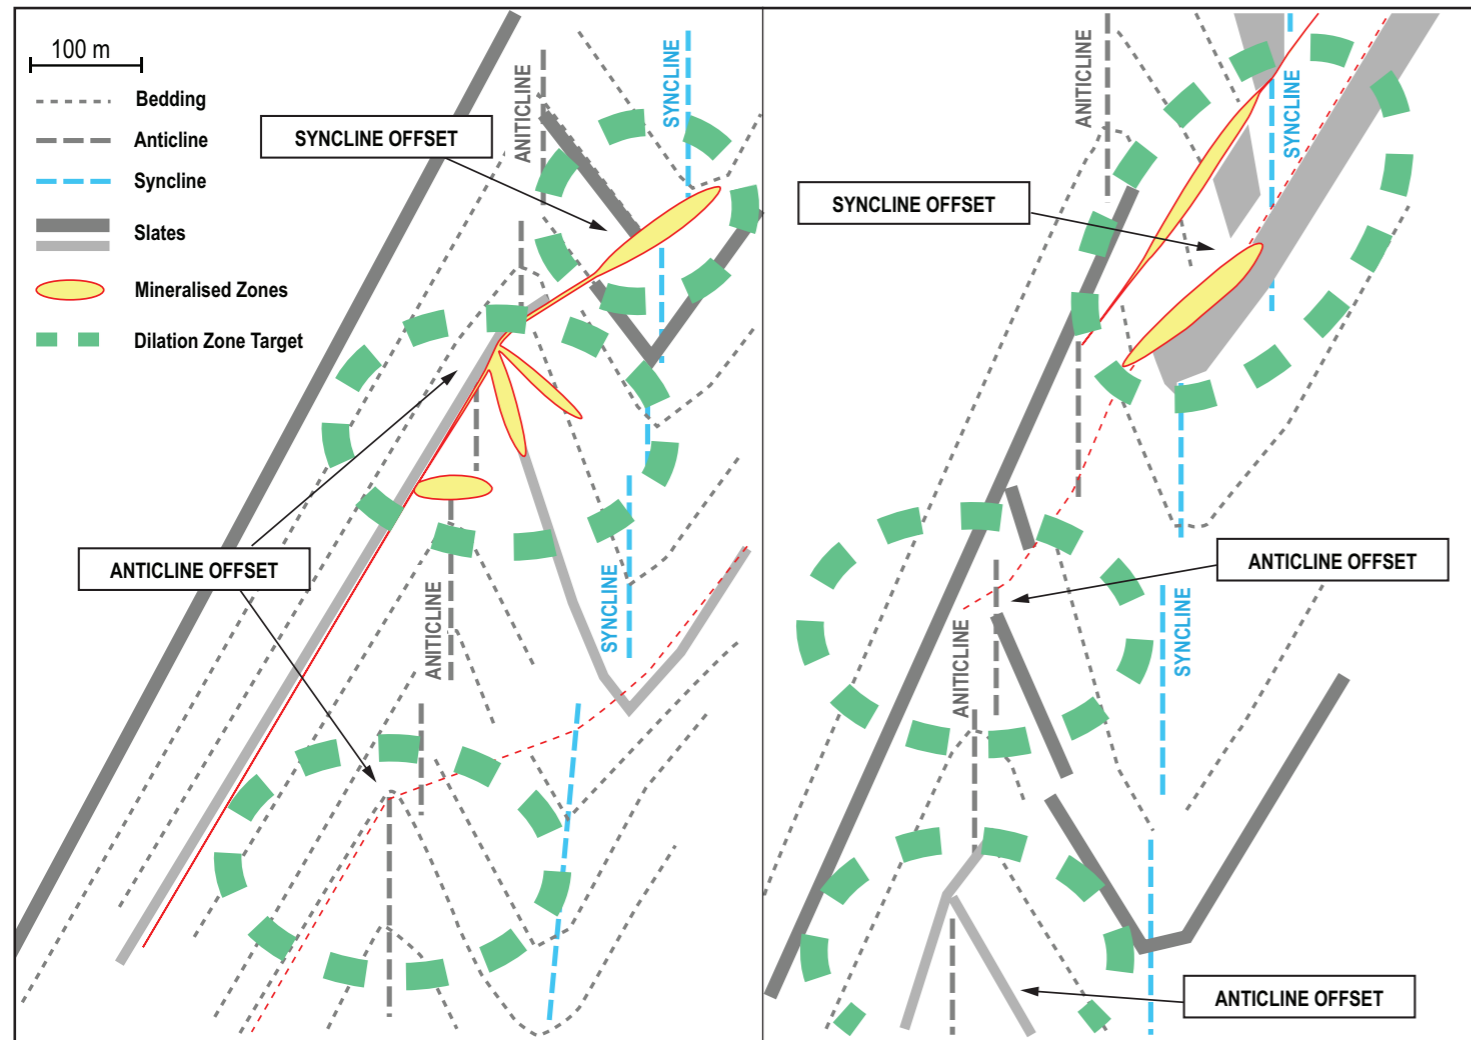 100 m
Bedding
Anticline
Syncline
Slates
Mineralised Zones
Dilation Zone Target
SYNCLINE OFFSET
ANITICLINE
SYNCLINE
ANTICLINE OFFSET
ANITICLINE
SYNCLINE
ANITICLINE
SYNCLINE
SYNCLINE OFFSET
ANTICLINE OFFSET
ANITICLINE
SYNCLINE
ANTICLINE OFFSET